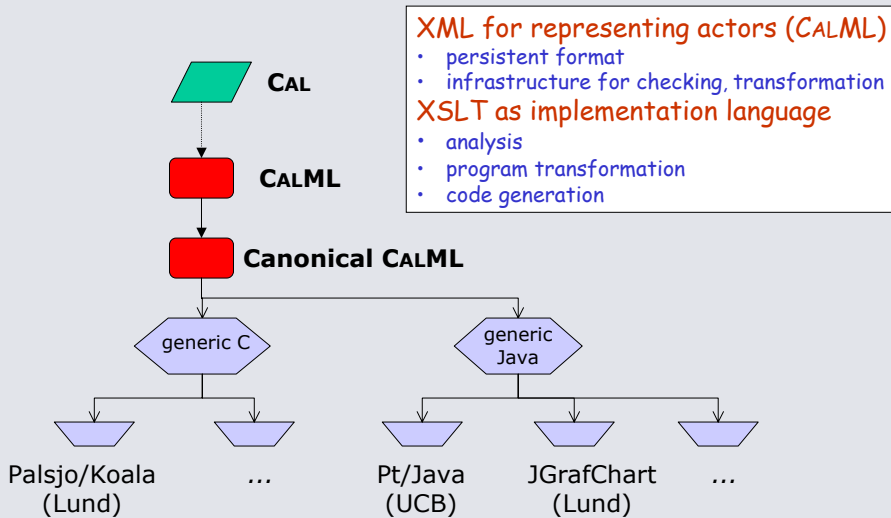 XML for representing actors (CALML)
• persistent format
• infrastructure for checking, transformation
XSLT as implementation language
• analysis
• program transformation
• code generation
CAL
CALML
Canonical CALML
generic C
generic
Java
Palsjo/Koala
(Lund)
...
Pt/Java
(UCB)
JGrafChart
(Lund)
...